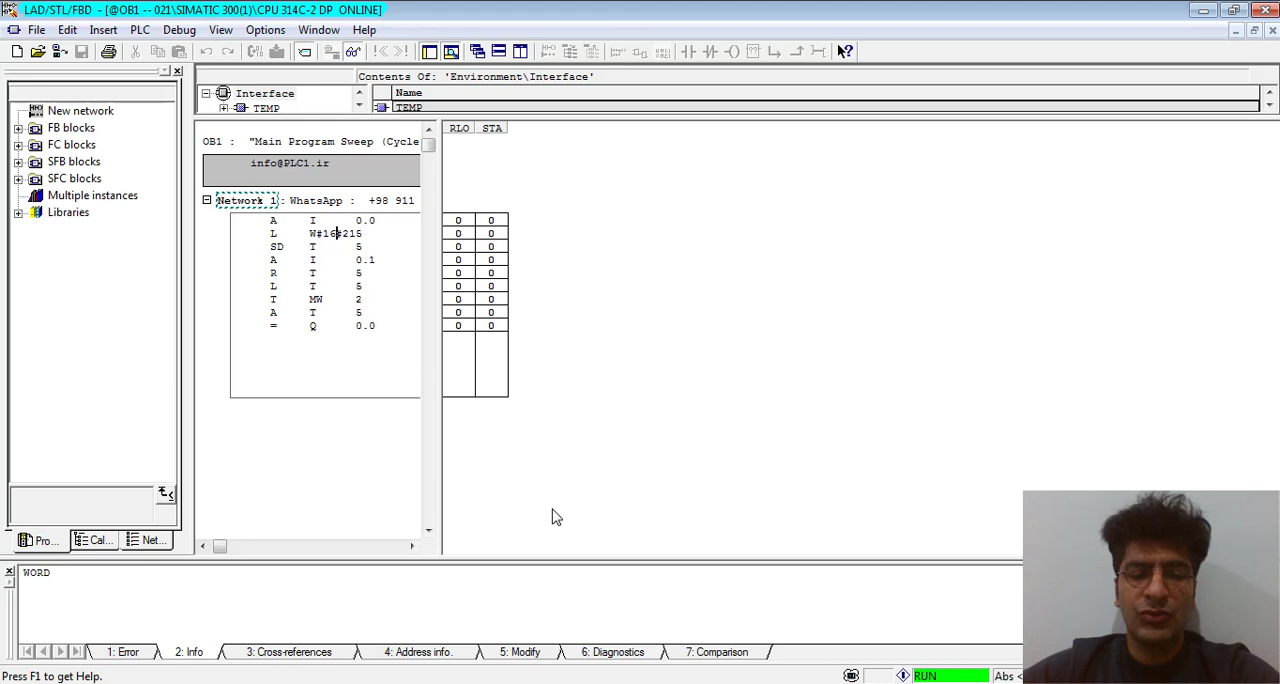 LAD/STL/FBD - [@OB1 -- 021\SIMATIC 300(1)\CPU 314C-2 DP ONLINE]
File Edit Insert PLC Debug View Options Window Help
Contents Of: 'Environment\Interface'
Interface
TEMP
Name
TEMP
New network
FB blocks
FC blocks
SFB blocks
SFC blocks
Multiple instances
Libraries
Pro...
Cal...
Net...
OB1 : "Main Program Sweep (Cycle
info@PLC1.ir
Network 1: WhatsApp : +98 911
RLO STA
A I 0.0 0 0
L W#16#215 0 0
SD T 5 0 0
A I 0.1 0 0
R T 5 0 0
L T 5 0 0
T MW 2 0 0
A T 5 0 0
= Q 0.0 0 0
WORD
1: Error 2: Info 3: Cross-references 4: Address info. 5: Modify 6: Diagnostics 7: Comparison
Press F1 to get Help.
RUN
Abs <